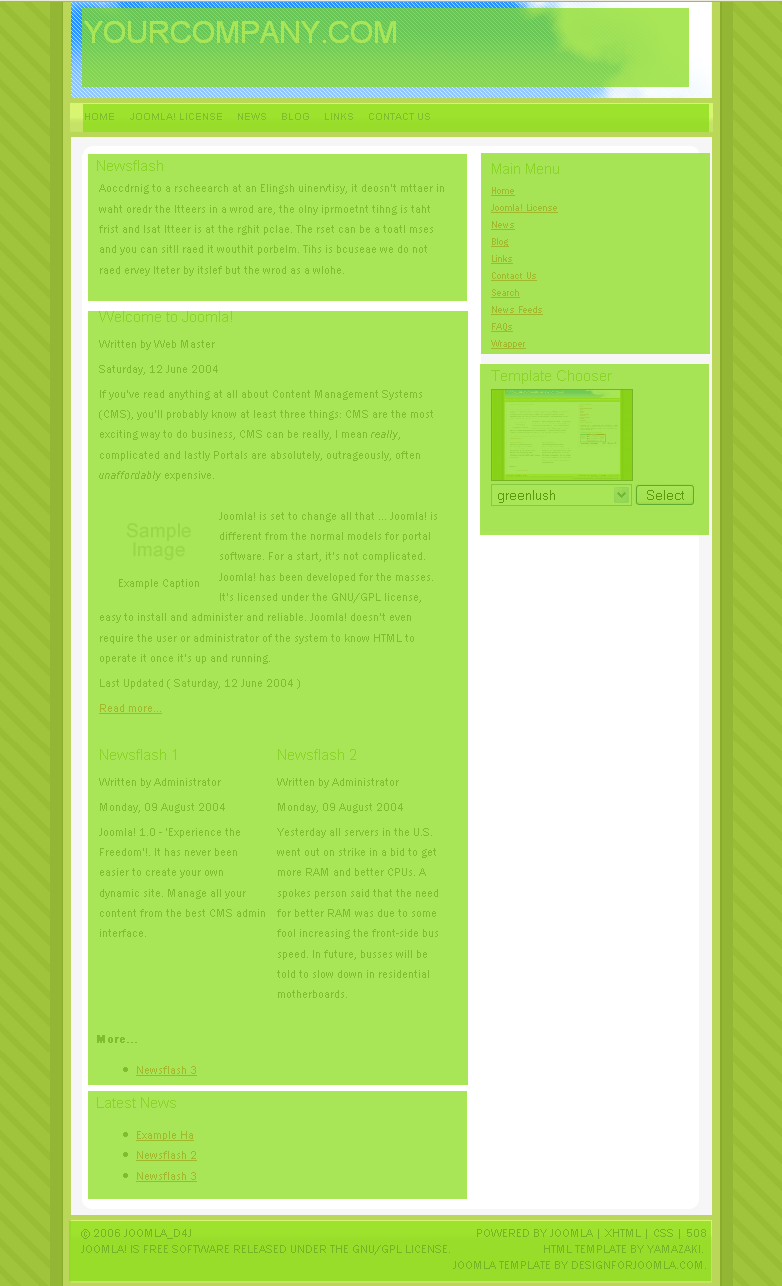 YOURCOMPANY.COM
HOME JOOMLA! LICENSE NEWS BLOG LINKS CONTACT US
Newsflash
Aoccdrnig to a rscheearch at an Elingsh uinervtisy, it deosn't mttaer in
waht oredr the ltteers in a wrod are, the olny iprmoetnt tihng is taht
frist and lsat ltteer is at the rghit pclae. The rset can be a toatl mses
and you can sitll raed it wouthit porbelm. Tihs is bcuseae we do not
raed ervey lteter by itslef but the wrod as a wlohe.
Welcome to Joomla!
Written by Web Master
Saturday, 12 June 2004
If you've read anything at all about Content Management Systems
(CMS), you'll probably know at least three things: CMS are the most
exciting way to do business, CMS can be really, I mean really,
complicated and lastly Portals are absolutely, outrageously, often
unaffordably expensive.
Sample
Image
Example Caption
Joomla! is set to change all that ... Joomla! is
different from the normal models for portal
software. For a start, it's not complicated.
Joomla! has been developed for the masses.
It's licensed under the GNU/GPL license,
easy to install and administer and reliable. Joomla! doesn't even
require the user or administrator of the system to know HTML to
operate it once it's up and running.
Last Updated ( Saturday, 12 June 2004 )
Read more...
Newsflash 1
Written by Administrator
Monday, 09 August 2004
Joomla! 1.0 - 'Experience the
Freedom'!. It has never been
easier to create your own
dynamic site. Manage all your
content from the best CMS admin
interface.
Newsflash 2
Written by Administrator
Monday, 09 August 2004
Yesterday all servers in the U.S.
went out on strike in a bid to get
more RAM and better CPUs. A
spokes person said that the need
for better RAM was due to some
fool increasing the front-side bus
speed. In future, busses will be
told to slow down in residential
motherboards.
More...
Newsflash 3
Latest News
Example Ha
Newsflash 2
Newsflash 3
Main Menu
Home
Joomla! License
News
Blog
Links
Contact Us
Search
News Feeds
FAQs
Wrapper
Template Chooser
greenlush Select
© 2006 JOOMLA_D4J
JOOMLA! IS FREE SOFTWARE RELEASED UNDER THE GNU/GPL LICENSE.
POWERED BY JOOMLA | XHTML | CSS | 508
HTML TEMPLATE BY YAMAZAKI.
JOOMLA TEMPLATE BY DESIGNFORJOOMLA.COM